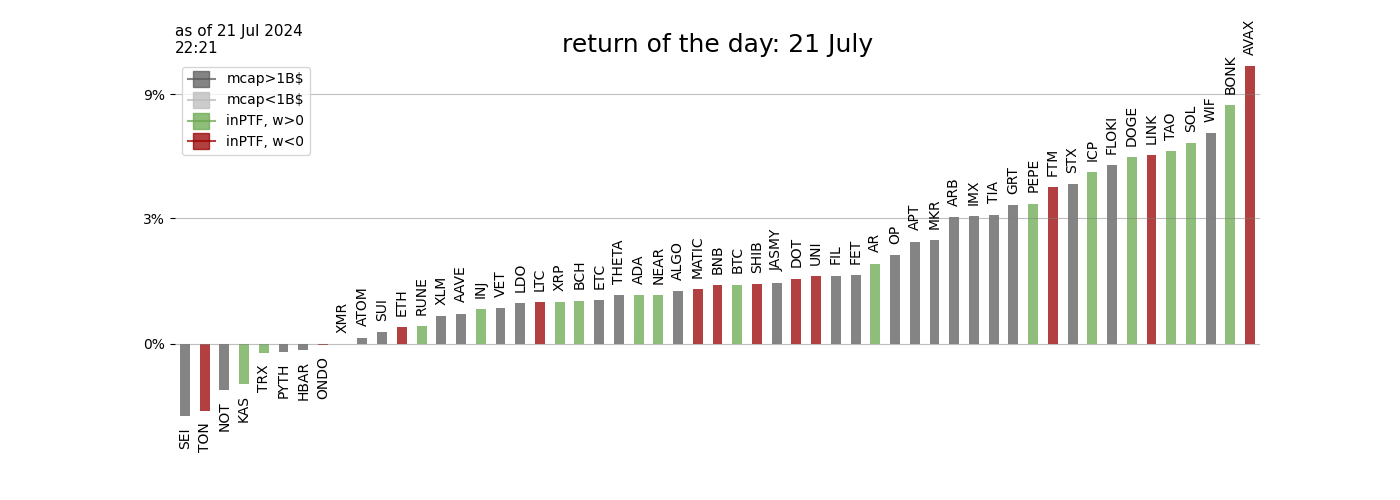 as of 21 Jul 2024
22:21
return of the day: 21 July
mcap>1B$
mcap<1B$
inPTF, w>0
inPTF, w<0
9%
3%
0%
SEI
TON
NOT
KAS
TRX
PYTH
HBAR
ONDO
XMR
ATOM
SUI
ETH
RUNE
XLM
AAVE
INJ
VET
LDO
LTC
XRP
BCH
ETC
THETA
ADA
NEAR
ALGO
MATIC
BNB
BTC
SHIB
JASMY
DOT
UNI
FIL
FET
AR
OP
APT
MKR
ARB
IMX
TIA
GRT
PEPE
FTM
STX
ICP
FLOKI
DOGE
LINK
TAO
SOL
WIF
BONK
AVAX